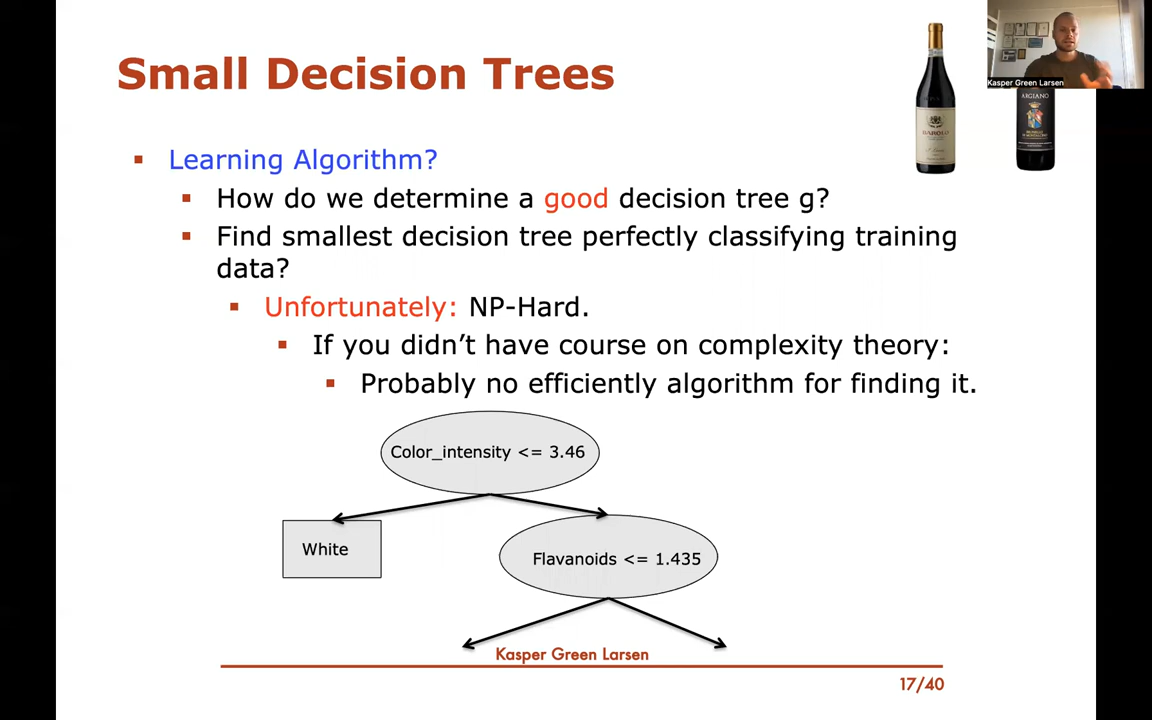 Small Decision Trees
Kasper Green Larsen
BAROLO
ARGIANO
Learning Algorithm?
How do we determine a good decision tree g?
Find smallest decision tree perfectly classifying training
data?
Unfortunately: NP-Hard.
If you didn't have course on complexity theory:
Probably no efficiently algorithm for finding it.
Color_intensity <= 3.46
White
Flavanoids <= 1.435
Kasper Green Larsen
17/40